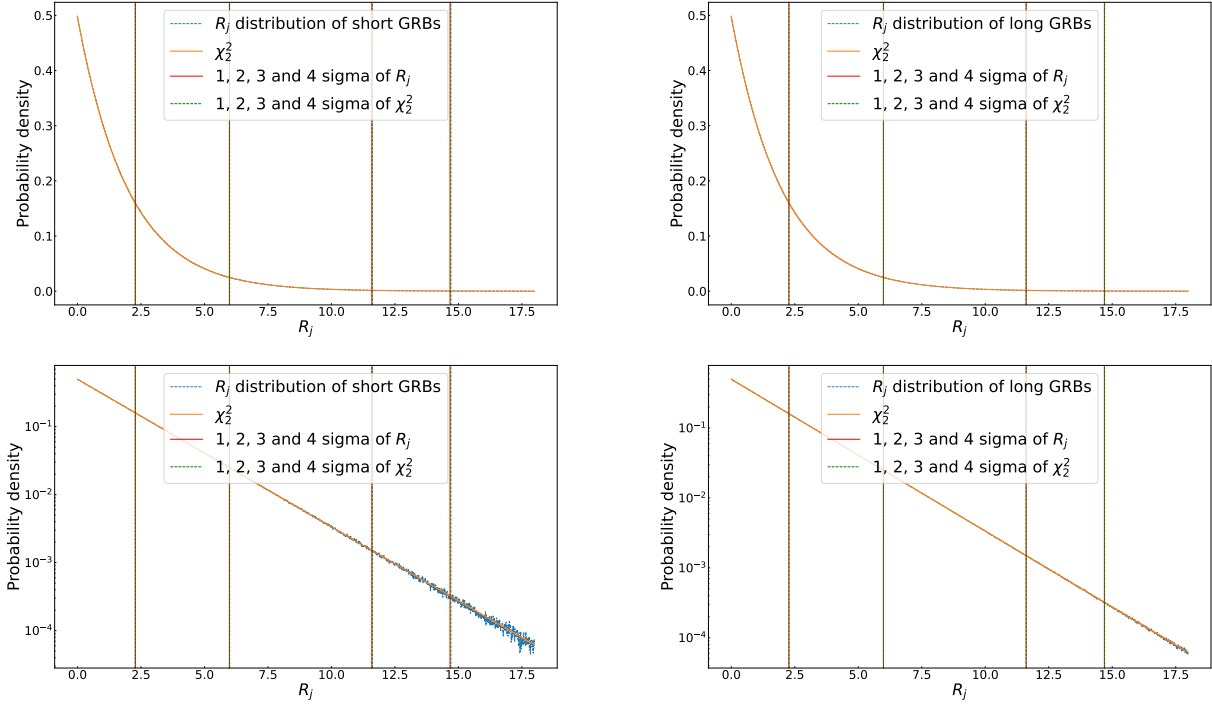 0.5
0.4
0.3
0.2
0.1
0.0
Probability density
R_j distribution of short GRBs
χ²₂
1, 2, 3 and 4 sigma of R_j
1, 2, 3 and 4 sigma of χ²₂
0.0 2.5 5.0 7.5 10.0 12.5 15.0 17.5
R_j
0.5
0.4
0.3
0.2
0.1
0.0
Probability density
R_j distribution of long GRBs
χ²₂
1, 2, 3 and 4 sigma of R_j
1, 2, 3 and 4 sigma of χ²₂
0.0 2.5 5.0 7.5 10.0 12.5 15.0 17.5
R_j
10⁻¹
10⁻²
10⁻³
10⁻⁴
Probability density
R_j distribution of short GRBs
χ²₂
1, 2, 3 and 4 sigma of R_j
1, 2, 3 and 4 sigma of χ²₂
0.0 2.5 5.0 7.5 10.0 12.5 15.0 17.5
R_j
10⁻¹
10⁻²
10⁻³
10⁻⁴
Probability density
R_j distribution of long GRBs
χ²₂
1, 2, 3 and 4 sigma of R_j
1, 2, 3 and 4 sigma of χ²₂
0.0 2.5 5.0 7.5 10.0 12.5 15.0 17.5
R_j